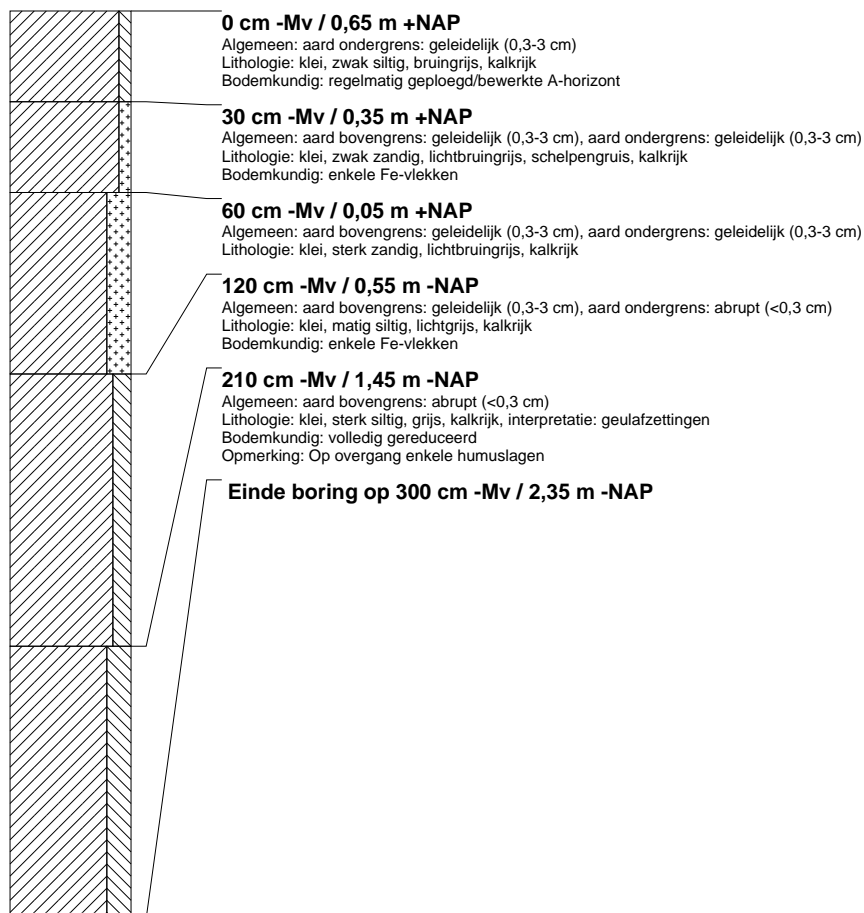 0 cm -Mv / 0,65 m +NAP
Algemeen: aard ondergrens: geleidelijk (0,3-3 cm)
Lithologie: klei, zwak siltig, bruingrijs, kalkrijk
Bodemkundig: regelmatig geploegd/bewerkte A-horizont
30 cm -Mv / 0,35 m +NAP
Algemeen: aard bovengrens: geleidelijk (0,3-3 cm), aard ondergrens: geleidelijk (0,3-3 cm)
Lithologie: klei, zwak zandig, lichtbruingrijs, schelpengruis, kalkrijk
Bodemkundig: enkele Fe-vlekken
60 cm -Mv / 0,05 m +NAP
Algemeen: aard bovengrens: geleidelijk (0,3-3 cm), aard ondergrens: geleidelijk (0,3-3 cm)
Lithologie: klei, sterk zandig, lichtbruingrijs, kalkrijk
120 cm -Mv / 0,55 m -NAP
Algemeen: aard bovengrens: geleidelijk (0,3-3 cm), aard ondergrens: abrupt (<0,3 cm)
Lithologie: klei, matig siltig, lichtgrijs, kalkrijk
Bodemkundig: enkele Fe-vlekken
210 cm -Mv / 1,45 m -NAP
Algemeen: aard bovengrens: abrupt (<0,3 cm)
Lithologie: klei, sterk siltig, grijs, kalkrijk, interpretatie: geulafzettingen
Bodemkundig: volledig gereduceerd
Opmerking: Op overgang enkele humuslagen
Einde boring op 300 cm -Mv / 2,35 m -NAP